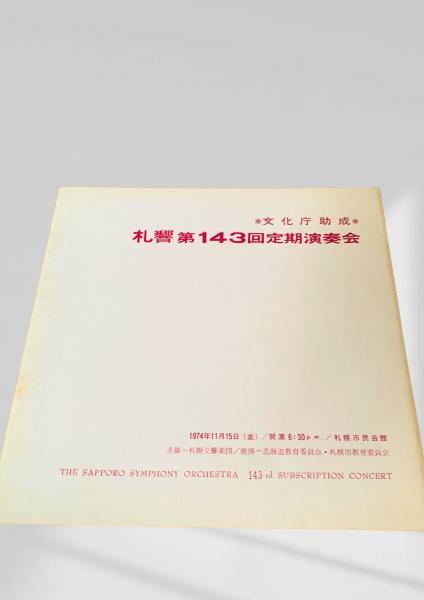 *文化庁助成*
札響第143回定期演奏会
1974年11月15日(金)/開演6:30p.m./札幌市民会館
主催=札幌交響楽団/後援=北海道教育委員会・札幌市教育委員会
THE SAPPORO SYMPHONY ORCHESTRA 143rd SUBSCRIPTION CONCERT